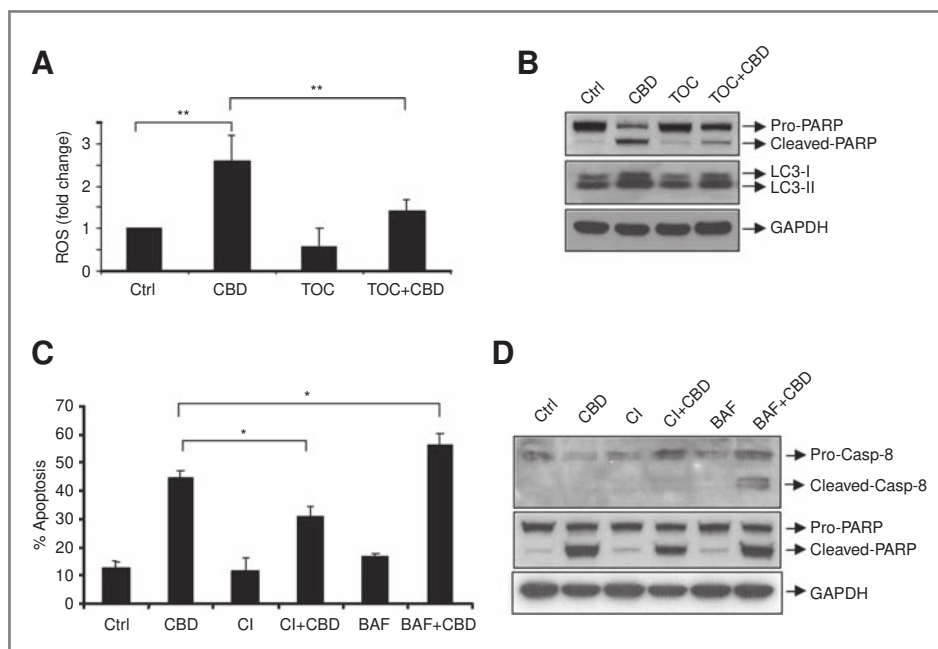 A
**
**
ROS (fold change)
3
2
1
0
Ctrl CBD TOC TOC+CBD
B
Ctrl CBD TOC TOC+CBD
Pro-PARP
Cleaved-PARP
LC3-I
LC3-II
GAPDH
C
*
*
% Apoptosis
70
60
50
40
30
20
10
0
Ctrl CBD CI CI+CBD BAF BAF+CBD
D
Ctrl CBD CI CI+CBD BAF BAF+CBD
Pro-Casp-8
Cleaved-Casp-8
Pro-PARP
Cleaved-PARP
GAPDH